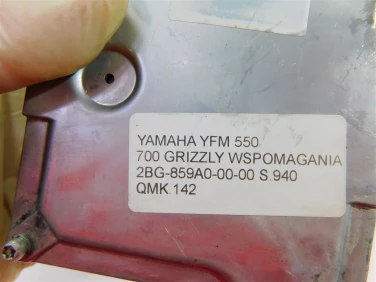 YAMAHA YFM 550
700 GRIZZLY WSPOMAGANIA
2BG-859A0-00-00 S.940
QMK 142